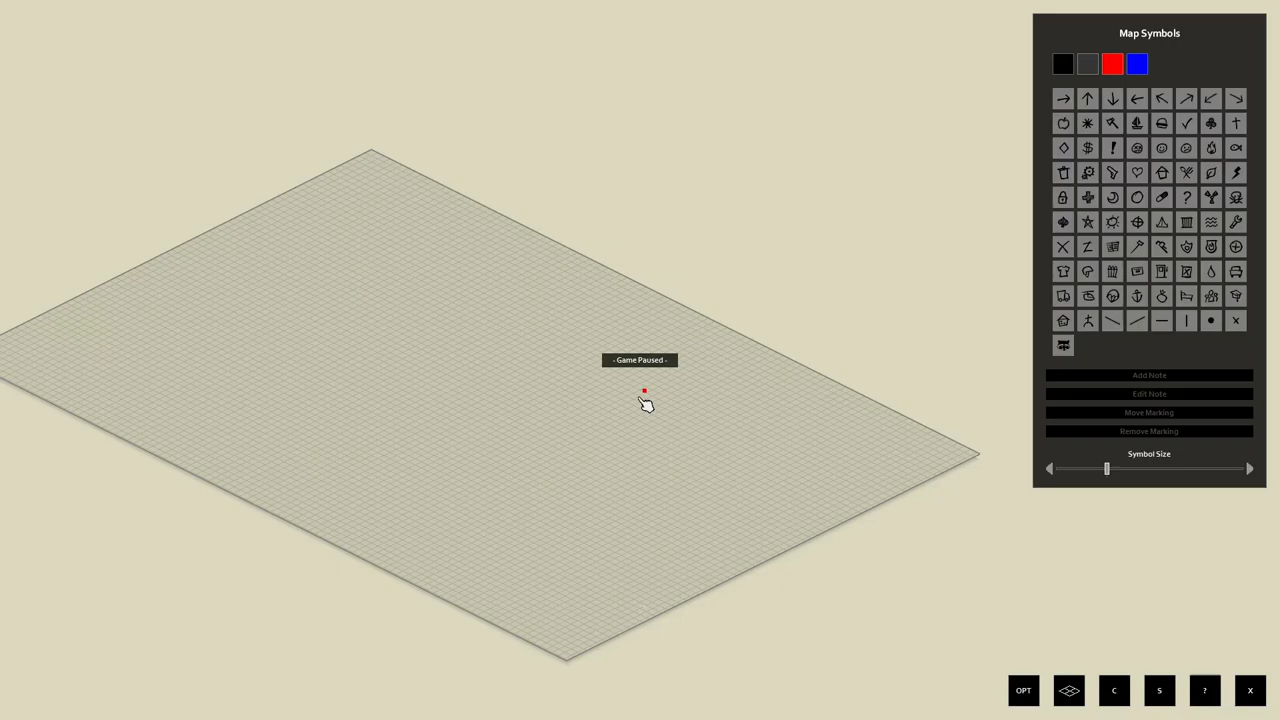 Map Symbols
- Game Paused -
Add Note
Edit Note
Move Marking
Remove Marking
Symbol Size
OPT
C
S
?
X